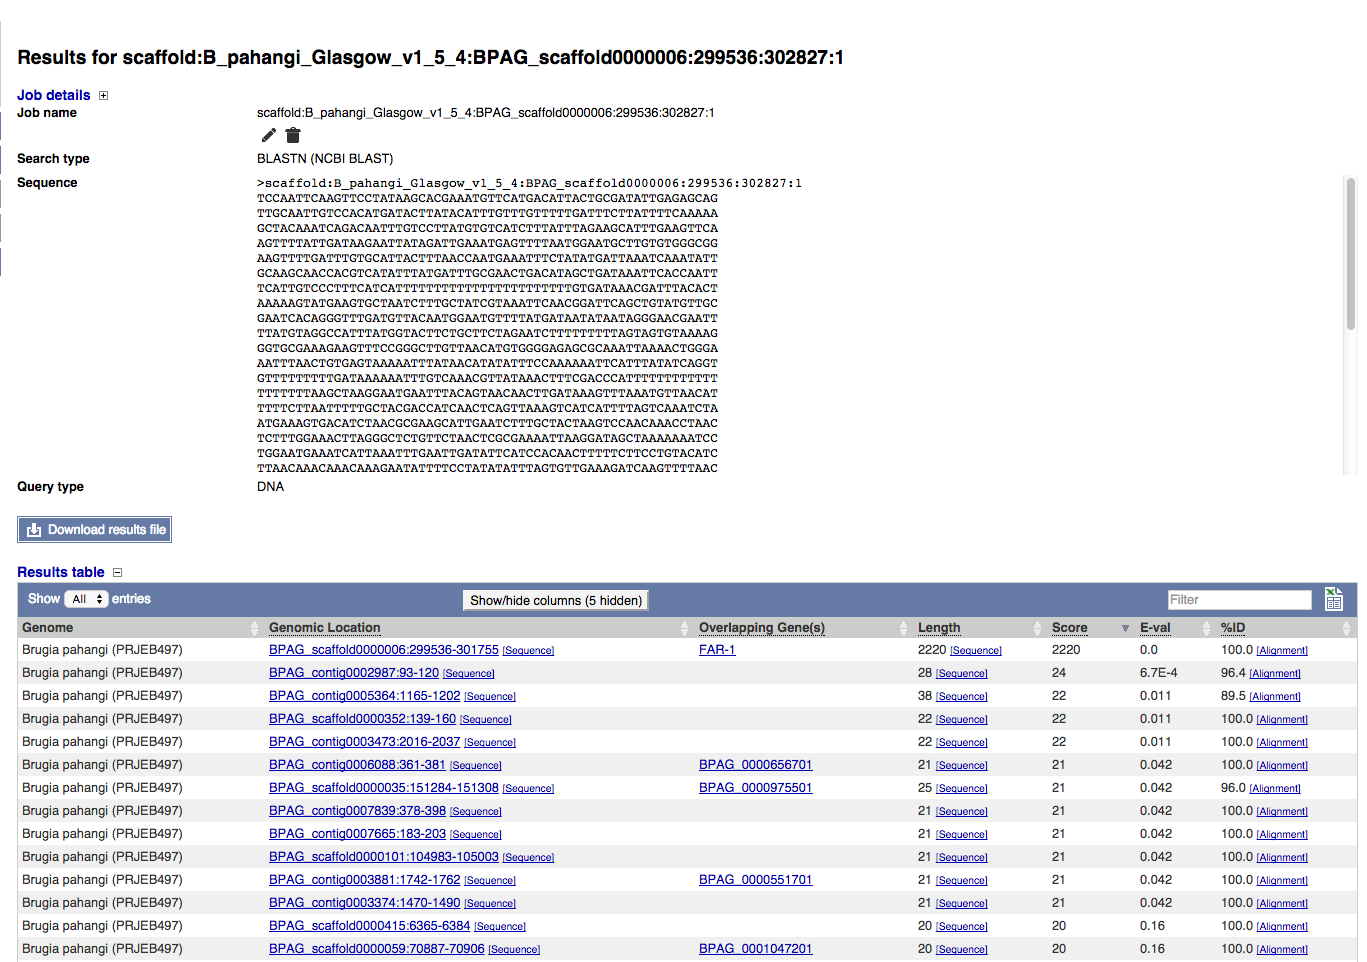 Results for scaffold:B_pahangi_Glasgow_v1_5_4:BPAG_scaffold0000006:299536:302827:1
Job details
Job name scaffold:B_pahangi_Glasgow_v1_5_4:BPAG_scaffold0000006:299536:302827:1
Search type BLASTN (NCBI BLAST)
Sequence >scaffold:B_pahangi_Glasgow_v1_5_4:BPAG_scaffold0000006:299536:302827:1
TCCAATTCAAGTTCCTATAAGCACGAAATGTTCATGACATTACTGCGATATTGAGAGCAG
TTGCAATTGTCCACATGATACTTATACATTTGTTTGTTTTTGATTTCTTATTTTCAAAAA
GCTACAAATCAGACAATTTGTCCTTATGTGTCATCTTTATTTAGAAGCATTTGAAGTTCA
AGTTTTATTGATAAGAATTATAGATTGAAATGAGTTTTAATGGAATGCTTGTGTGGGCGG
AAGTTTTGATTTGTGCATTACTTTAACCAATGAAATTTCTATATGATTAAATCAAATATT
GCAAGCAACCACGTCATATTTATGATTTGCGAACTGACATAGCTGATAAATTCACCAATT
TCATTGTCCCTTTCATCATTTTTTTTTTTTTTTTTTTTTTTTTGTGATAAACGATTTACACT
AAAAAGTATGAAGTGCTAATCTTTGCTATCGTAAATTCAACGGATTCAGCTGTATGTTGC
GAATCACAGGGTTTGATGTTACAATGGAATGTTTTATGATAATATAATAGGGAACGAATT
TTATGTAGGCCATTTATGGTACTTCTGCTTCTAGAATCTTTTTTTTTAGTAGTGTAAAAG
GGTGCGAAAGAAGTTTCCGGGCTTGTTAACATGTGGGGAGAGCGCAAATTAAAACTGGGA
AATTTAACTGTGAGTAAAAATTTATAACATATATTTCCAAAAAATTCATTTATATCAGGT
GTTTTTTTTTGATAAAAAATTTGTCAAACGTTATAAACTTTCGACCCATTTTTTTTTTTT
TTTTTTTAAGCTAAGGAATGAATTTACAGTAACAACTTGATAAAGTTTAAATGTTAACAT
TTTTCTTAATTTTTGCTACGACCATCAACTCAGTTAAAGTCATCATTTTAGTCAAATCTA
ATGAAAGTGACATCTAACGCGAAGCATTGAATCTTTGCTACTAAGTCCAACAAACCTAAC
TCTTTGGAAACTTAGGGCTCTGTTCTAACTCGCGAAAATTAAGGATAGCTAAAAAAATCC
TGGAATGAAATCATTAAATTTGAATTGATATTCATCCACAACTTTTTCTTCCTGTACATC
TTAACAAACAAACAAAGAATATTTTCCTATATATTTAGTGTTGAAAGATCAAGTTTTAAC
Query type DNA
Download results file
Results table
Show All entries Show/hide columns (5 hidden) Filter
Genome Genomic Location Overlapping Gene(s) Length Score E-val %ID
Brugia pahangi (PRJEB497) BPAG_scaffold0000006:299536-301755 [Sequence] FAR-1 2220 [Sequence] 2220 0.0 100.0 [Alignment]
Brugia pahangi (PRJEB497) BPAG_contig0002987:93-120 [Sequence] 28 [Sequence] 24 6.7E-4 96.4 [Alignment]
Brugia pahangi (PRJEB497) BPAG_contig0005364:1165-1202 [Sequence] 38 [Sequence] 22 0.011 89.5 [Alignment]
Brugia pahangi (PRJEB497) BPAG_scaffold0000352:139-160 [Sequence] 22 [Sequence] 22 0.011 100.0 [Alignment]
Brugia pahangi (PRJEB497) BPAG_contig0003473:2016-2037 [Sequence] 22 [Sequence] 22 0.011 100.0 [Alignment]
Brugia pahangi (PRJEB497) BPAG_contig0006088:361-381 [Sequence] BPAG_0000656701 21 [Sequence] 21 0.042 100.0 [Alignment]
Brugia pahangi (PRJEB497) BPAG_scaffold0000035:151284-151308 [Sequence] BPAG_0000975501 25 [Sequence] 21 0.042 96.0 [Alignment]
Brugia pahangi (PRJEB497) BPAG_contig0007839:378-398 [Sequence] 21 [Sequence] 21 0.042 100.0 [Alignment]
Brugia pahangi (PRJEB497) BPAG_contig0007665:183-203 [Sequence] 21 [Sequence] 21 0.042 100.0 [Alignment]
Brugia pahangi (PRJEB497) BPAG_scaffold0000101:104983-105003 [Sequence] 21 [Sequence] 21 0.042 100.0 [Alignment]
Brugia pahangi (PRJEB497) BPAG_contig0003881:1742-1762 [Sequence] BPAG_0000551701 21 [Sequence] 21 0.042 100.0 [Alignment]
Brugia pahangi (PRJEB497) BPAG_contig0003374:1470-1490 [Sequence] 21 [Sequence] 21 0.042 100.0 [Alignment]
Brugia pahangi (PRJEB497) BPAG_scaffold0000415:6365-6384 [Sequence] 20 [Sequence] 20 0.16 100.0 [Alignment]
Brugia pahangi (PRJEB497) BPAG_scaffold0000059:70887-70906 [Sequence] BPAG_0001047201 20 [Sequence] 20 0.16 100.0 [Alignment]